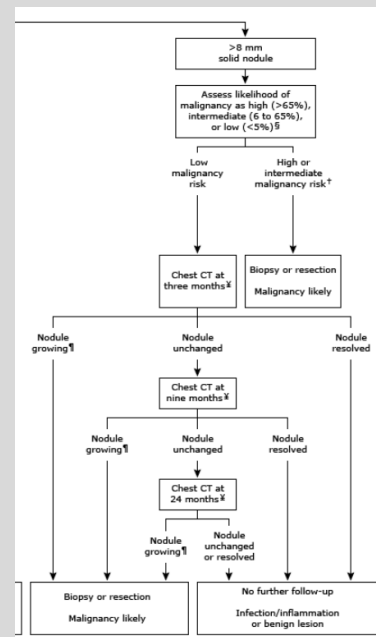 >8 mm
solid nodule
Assess likelihood of
malignancy as high (>65%),
intermediate (6 to 65%),
or low (<5%)§
Low
malignancy
risk
High or
intermediate
malignancy risk†
Chest CT at
three months¥
Biopsy or resection
Malignancy likely
Nodule
growing¶
Nodule
unchanged
Nodule
resolved
Chest CT at
nine months¥
Nodule
growing¶
Nodule
unchanged
Nodule
resolved
Chest CT at
24 months¥
Nodule
growing¶
Nodule
unchanged
or resolved
Biopsy or resection
Malignancy likely
No further follow-up
Infection/inflammation
or benign lesion